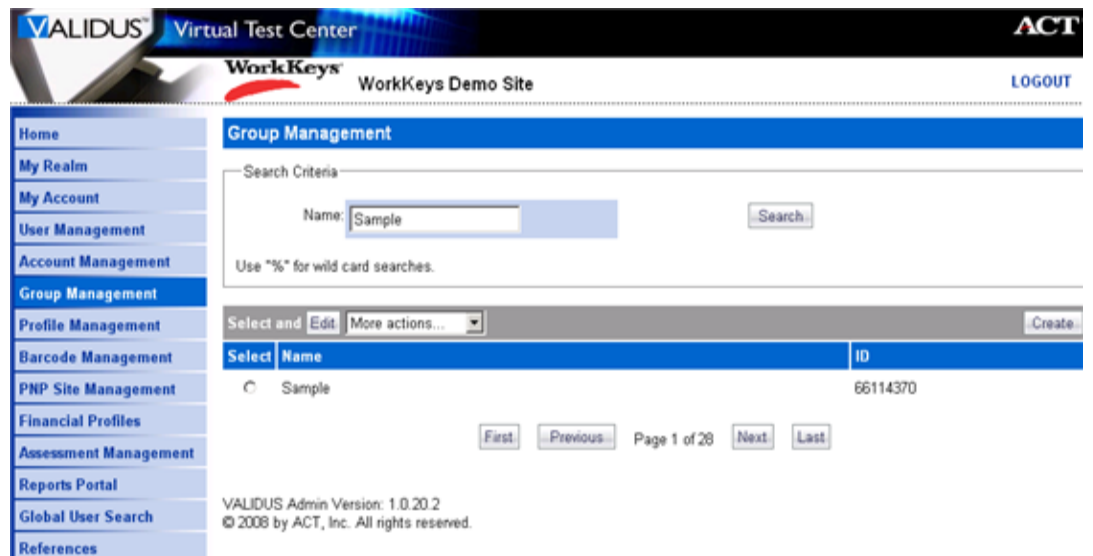 VALIDUS™ Virtual Test Center ACT
WorkKeys WorkKeys Demo Site LOGOUT
Home
My Realm
My Account
User Management
Account Management
Group Management
Profile Management
Barcode Management
PNP Site Management
Financial Profiles
Assessment Management
Reports Portal
Global User Search
References
Group Management
Search Criteria
Name: Sample Search
Use "%" for wild card searches.
Select and Edit More actions... Create
Select Name ID
Sample 66114370
First Previous Page 1 of 28 Next Last
VALIDUS Admin Version: 1.0.20.2
© 2008 by ACT, Inc. All rights reserved.